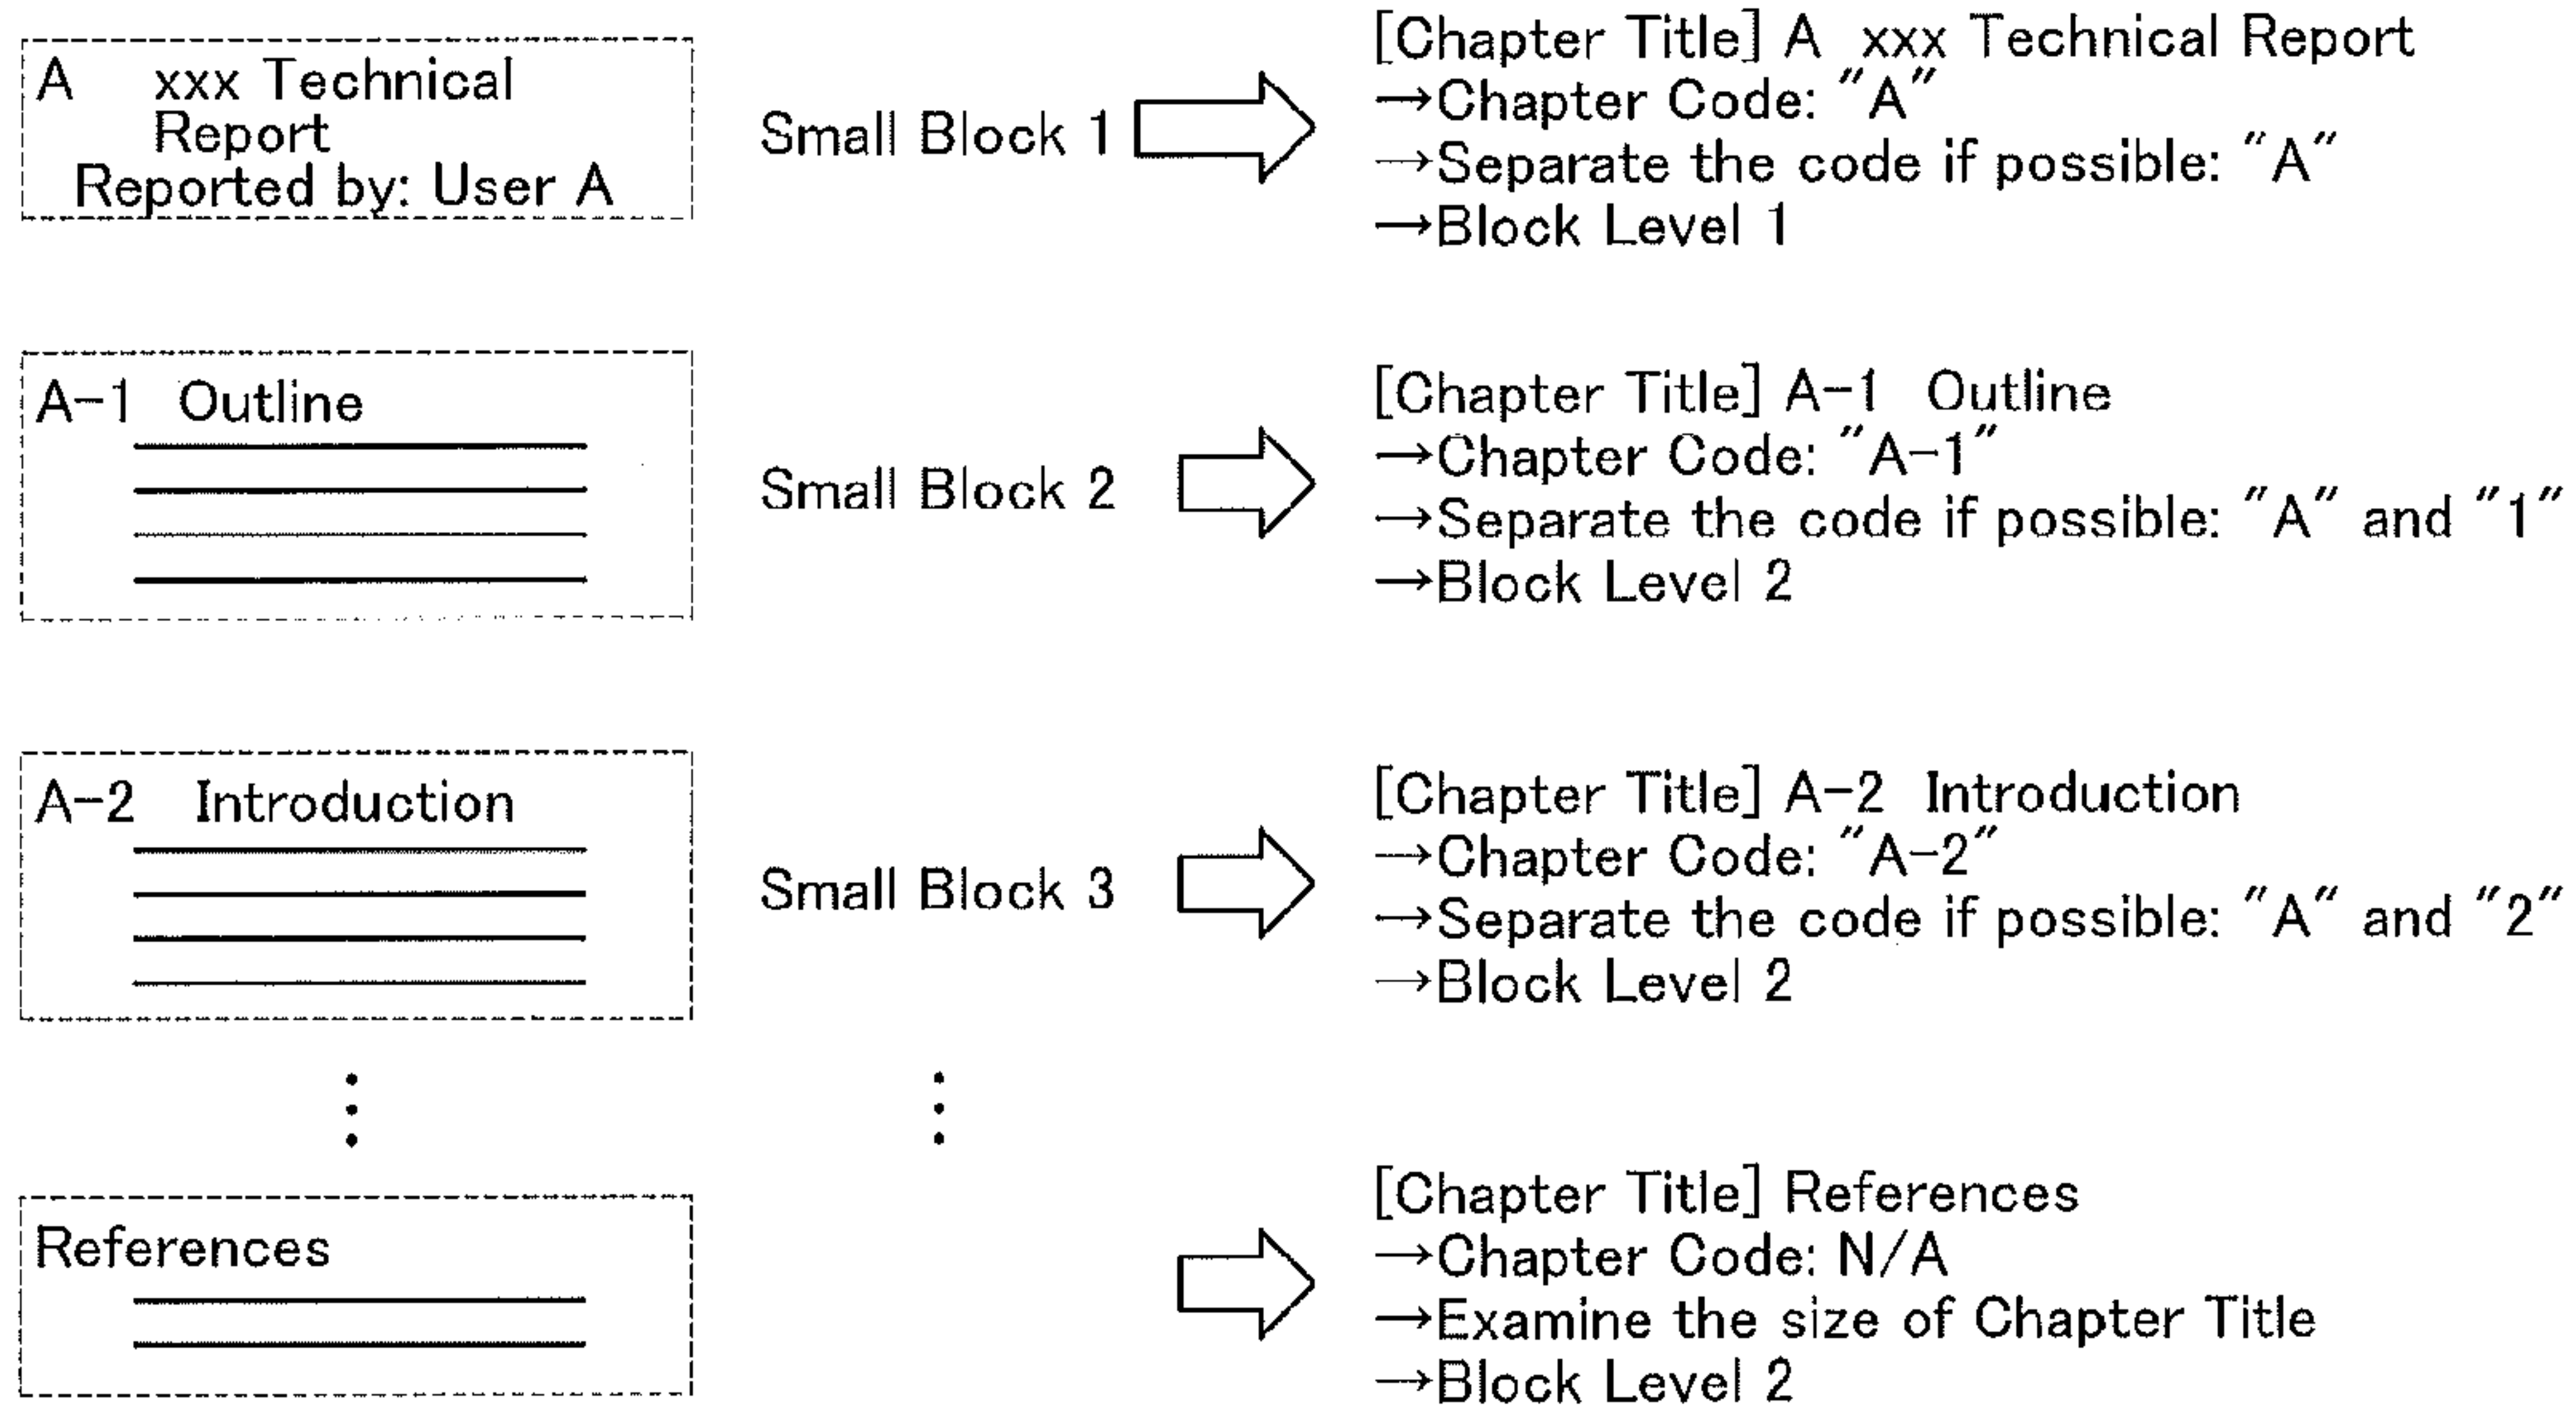 A xxx Technical
Report
Reported by: User A
Small Block 1
[Chapter Title] A xxx Technical Report
→Chapter Code: "A"
→Separate the code if possible: "A"
→Block Level 1
A-1 Outline
Small Block 2
[Chapter Title] A-1 Outline
→Chapter Code: "A-1"
→Separate the code if possible: "A" and "1"
→Block Level 2
A-2 Introduction
Small Block 3
[Chapter Title] A-2 Introduction
→Chapter Code: "A-2"
→Separate the code if possible: "A" and "2"
→Block Level 2
References
[Chapter Title] References
→Chapter Code: N/A
→Examine the size of Chapter Title
→Block Level 2